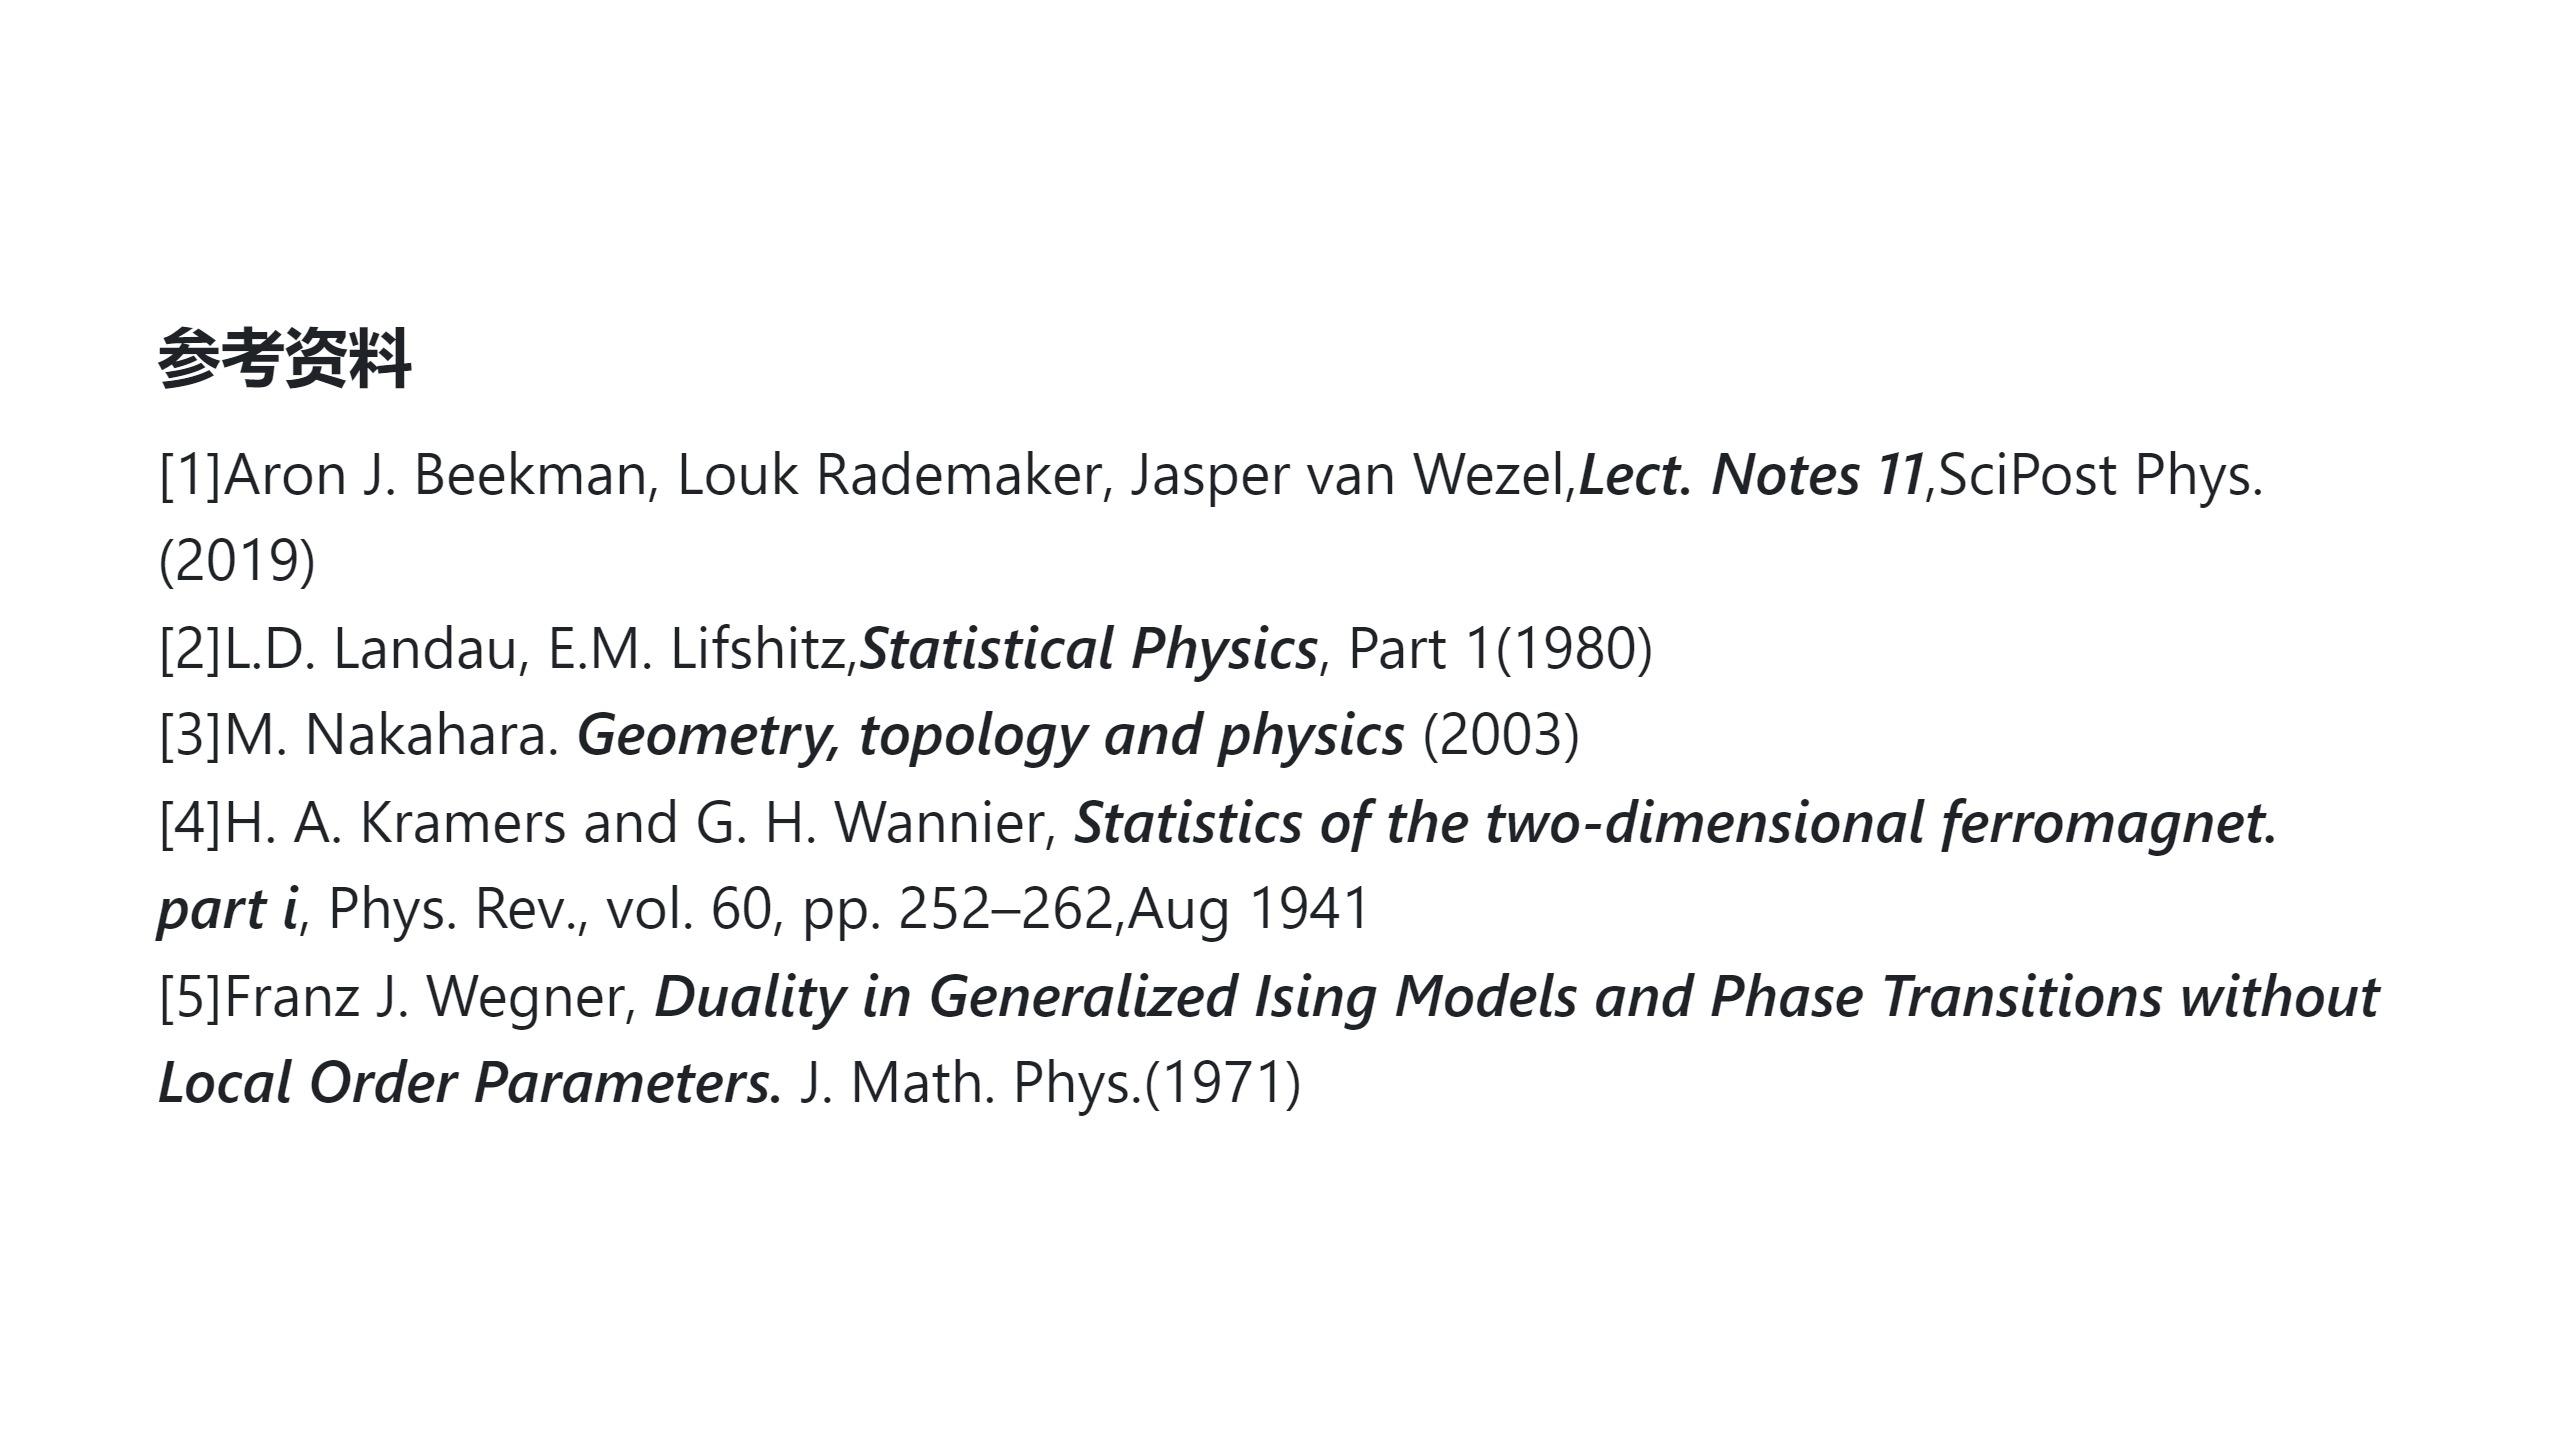 参考资料
[1]Aron J. Beekman, Louk Rademaker, Jasper van Wezel,Lect. Notes 11,SciPost Phys.
(2019)
[2]L.D. Landau, E.M. Lifshitz,Statistical Physics, Part 1(1980)
[3]M. Nakahara. Geometry, topology and physics (2003)
[4]H. A. Kramers and G. H. Wannier, Statistics of the two-dimensional ferromagnet.
part i, Phys. Rev., vol. 60, pp. 252–262,Aug 1941
[5]Franz J. Wegner, Duality in Generalized Ising Models and Phase Transitions without
Local Order Parameters. J. Math. Phys.(1971)